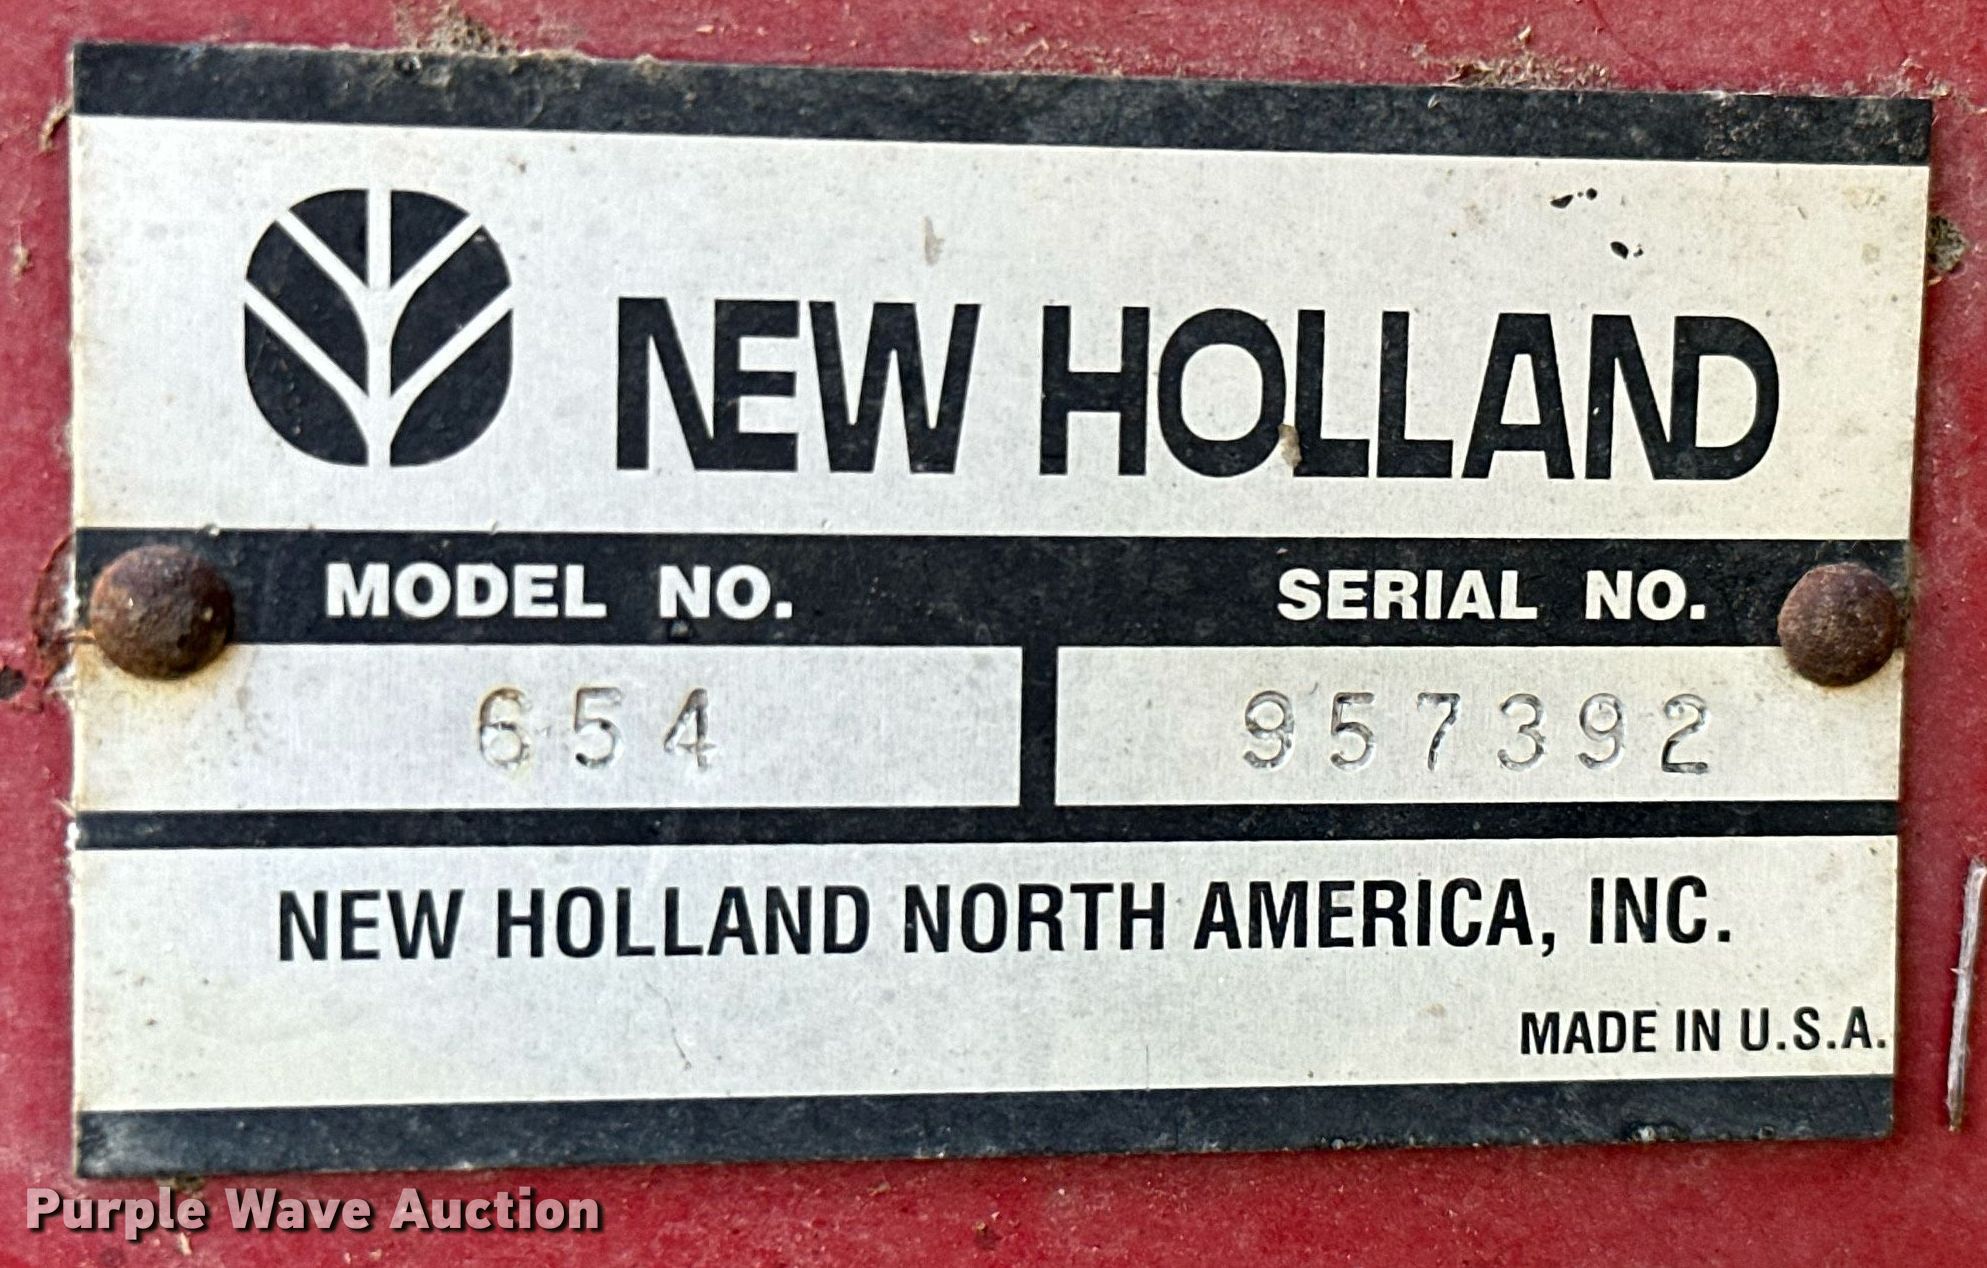 NEW HOLLAND
MODEL NO. SERIAL NO.
654 957392
NEW HOLLAND NORTH AMERICA, INC.
MADE IN U.S.A.
Purple Wave Auction